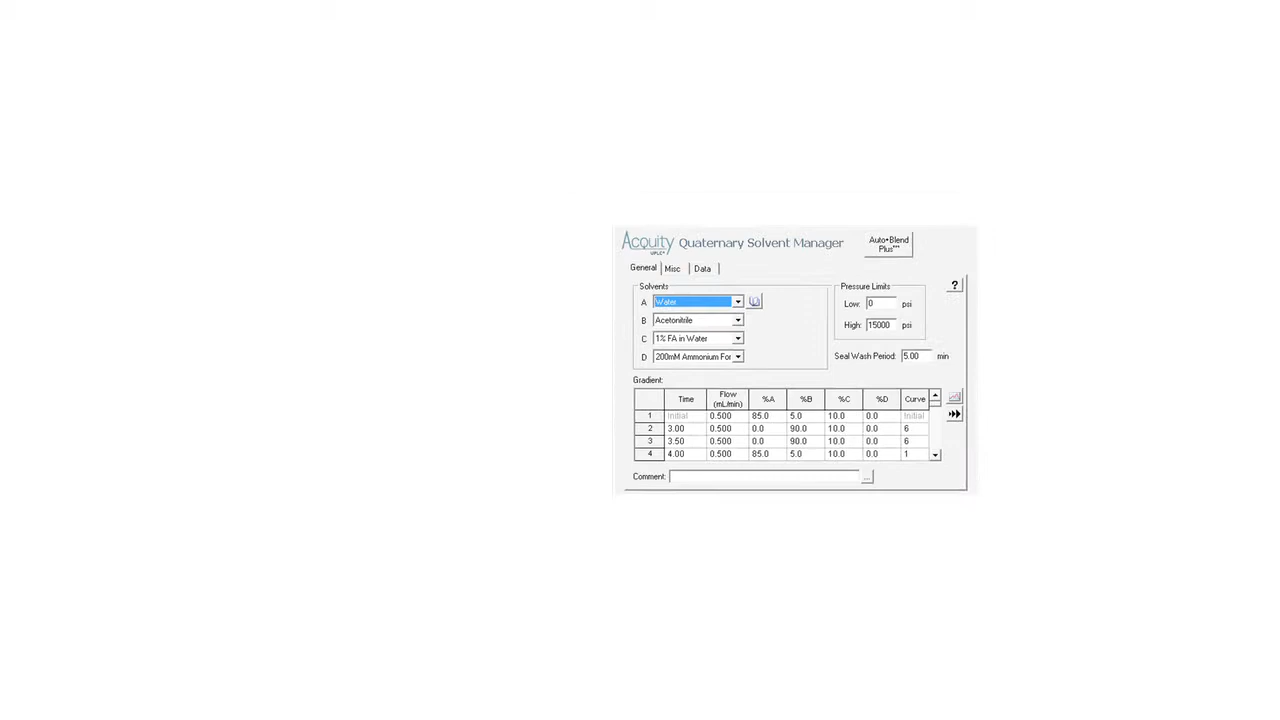 Acquity UPLC® Quaternary Solvent Manager
Auto•Blend
Plus™
General Misc Data
Solvents
A Water
B Acetonitrile
C 1% FA in Water
D 200mM Ammonium For
Pressure Limits
Low: 0 psi
High: 15000 psi
Seal Wash Period: 5.00 min
?
Gradient:
Time Flow (mL/min) %A %B %C %D Curve
1 Initial 0.500 85.0 5.0 10.0 0.0 Initial
2 3.00 0.500 0.0 90.0 10.0 0.0 6
3 3.50 0.500 0.0 90.0 10.0 0.0 6
4 4.00 0.500 85.0 5.0 10.0 0.0 1
Comment: ...